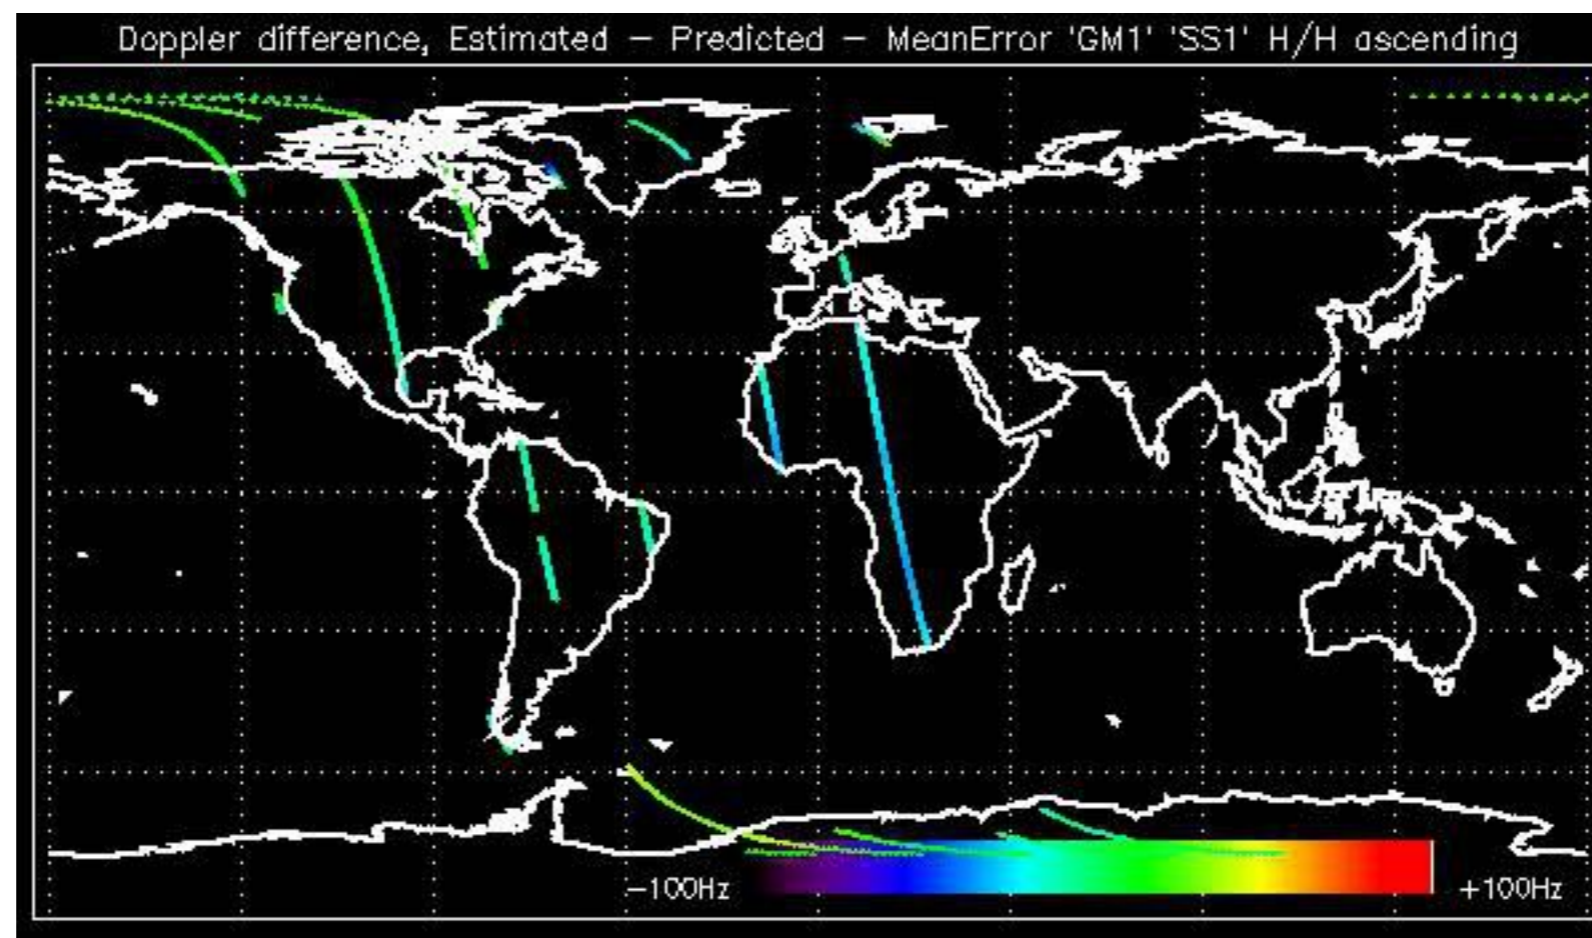 Doppler difference, Estimated − Predicted − MeanError 'GM1' 'SS1' H/H ascending
−100Hz
+100Hz